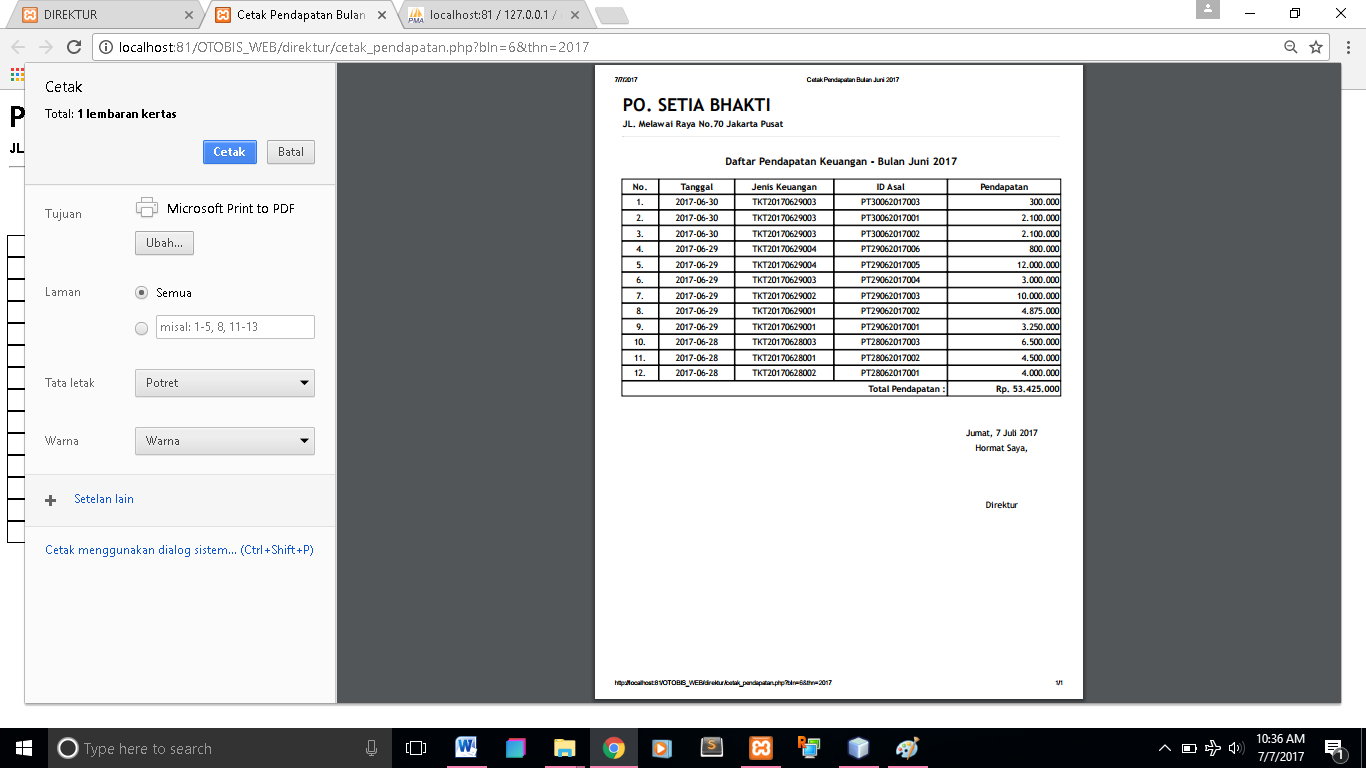 DIREKTUR
Cetak Pendapatan Bulan
localhost:81 / 127.0.0.1 /
localhost:81/OTOBIS_WEB/direktur/cetak_pendapatan.php?bln=6&thn=2017
Cetak
Total: 1 lembaran kertas
Cetak Batal
Tujuan Microsoft Print to PDF
Ubah...
Laman Semua
misal: 1-5, 8, 11-13
Tata letak Potret
Warna Warna
Setelan lain
Cetak menggunakan dialog sistem... (Ctrl+Shift+P)
P
JL
7/7/2017 Cetak Pendapatan Bulan Juni 2017
PO. SETIA BHAKTI
JL. Melawai Raya No.70 Jakarta Pusat
Daftar Pendapatan Keuangan - Bulan Juni 2017
No. Tanggal Jenis Keuangan ID Asal Pendapatan
1. 2017-06-30 TKT20170629003 PT30062017003 300.000
2. 2017-06-30 TKT20170629003 PT30062017001 2.100.000
3. 2017-06-30 TKT20170629003 PT30062017002 2.100.000
4. 2017-06-29 TKT20170629004 PT29062017006 800.000
5. 2017-06-29 TKT20170629004 PT29062017005 12.000.000
6. 2017-06-29 TKT20170629003 PT29062017004 3.000.000
7. 2017-06-29 TKT20170629002 PT29062017003 10.000.000
8. 2017-06-29 TKT20170629001 PT29062017002 4.875.000
9. 2017-06-29 TKT20170629001 PT29062017001 3.250.000
10. 2017-06-28 TKT20170628003 PT28062017003 6.500.000
11. 2017-06-28 TKT20170628001 PT28062017002 4.500.000
12. 2017-06-28 TKT20170628002 PT28062017001 4.000.000
Total Pendapatan : Rp. 53.425.000
Jumat, 7 Juli 2017
Hormat Saya,
Direktur
http://localhost:81/OTOBIS_WEB/direktur/cetak_pendapatan.php?bln=6&thn=2017 1/1
Type here to search
10:36 AM
7/7/2017
1